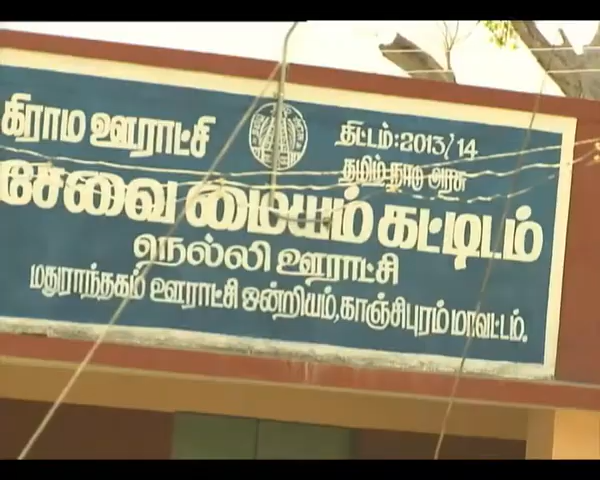 கிராம ஊராட்சி
திட்டம்:2013/14
தமிழ்நாடு அரசு
சேவை மையம் கட்டிடம்
நெல்லி ஊராட்சி
மதுராந்தகம் ஊராட்சி ஒன்றியம்,காஞ்சிபுரம் மாவட்டம்.